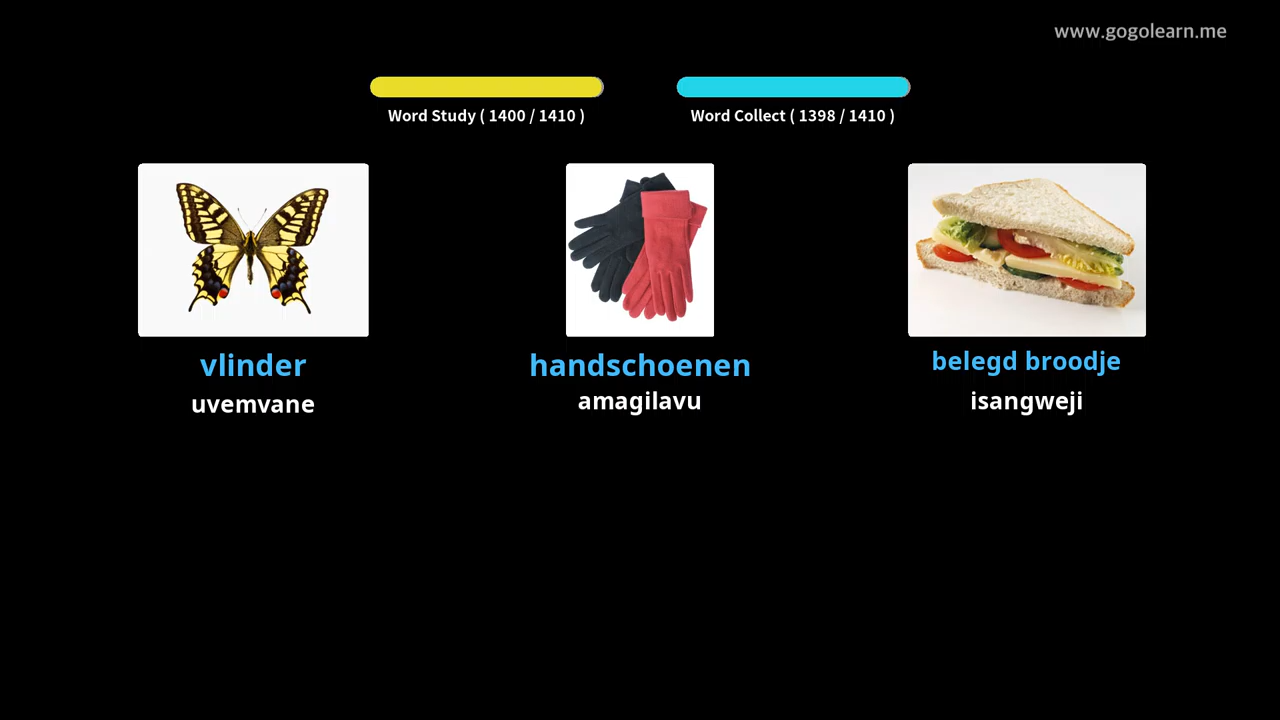 www.gogolearn.me
Word Study ( 1400 / 1410 )
Word Collect ( 1398 / 1410 )
vlinder
uvemvane
handschoenen
amagilavu
belegd broodje
isangweji